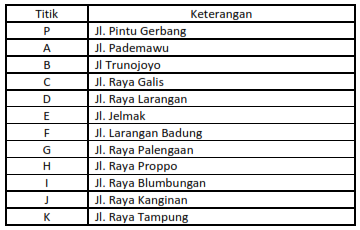 Titik Keterangan
P Jl. Pintu Gerbang
A Jl. Pademawu
B Jl Trunojoyo
C Jl. Raya Galis
D Jl. Raya Larangan
E Jl. Jelmak
F Jl. Larangan Badung
G Jl. Raya Palengaan
H Jl. Raya Proppo
I Jl. Raya Blumbungan
J Jl. Raya Kanginan
K Jl. Raya Tampung